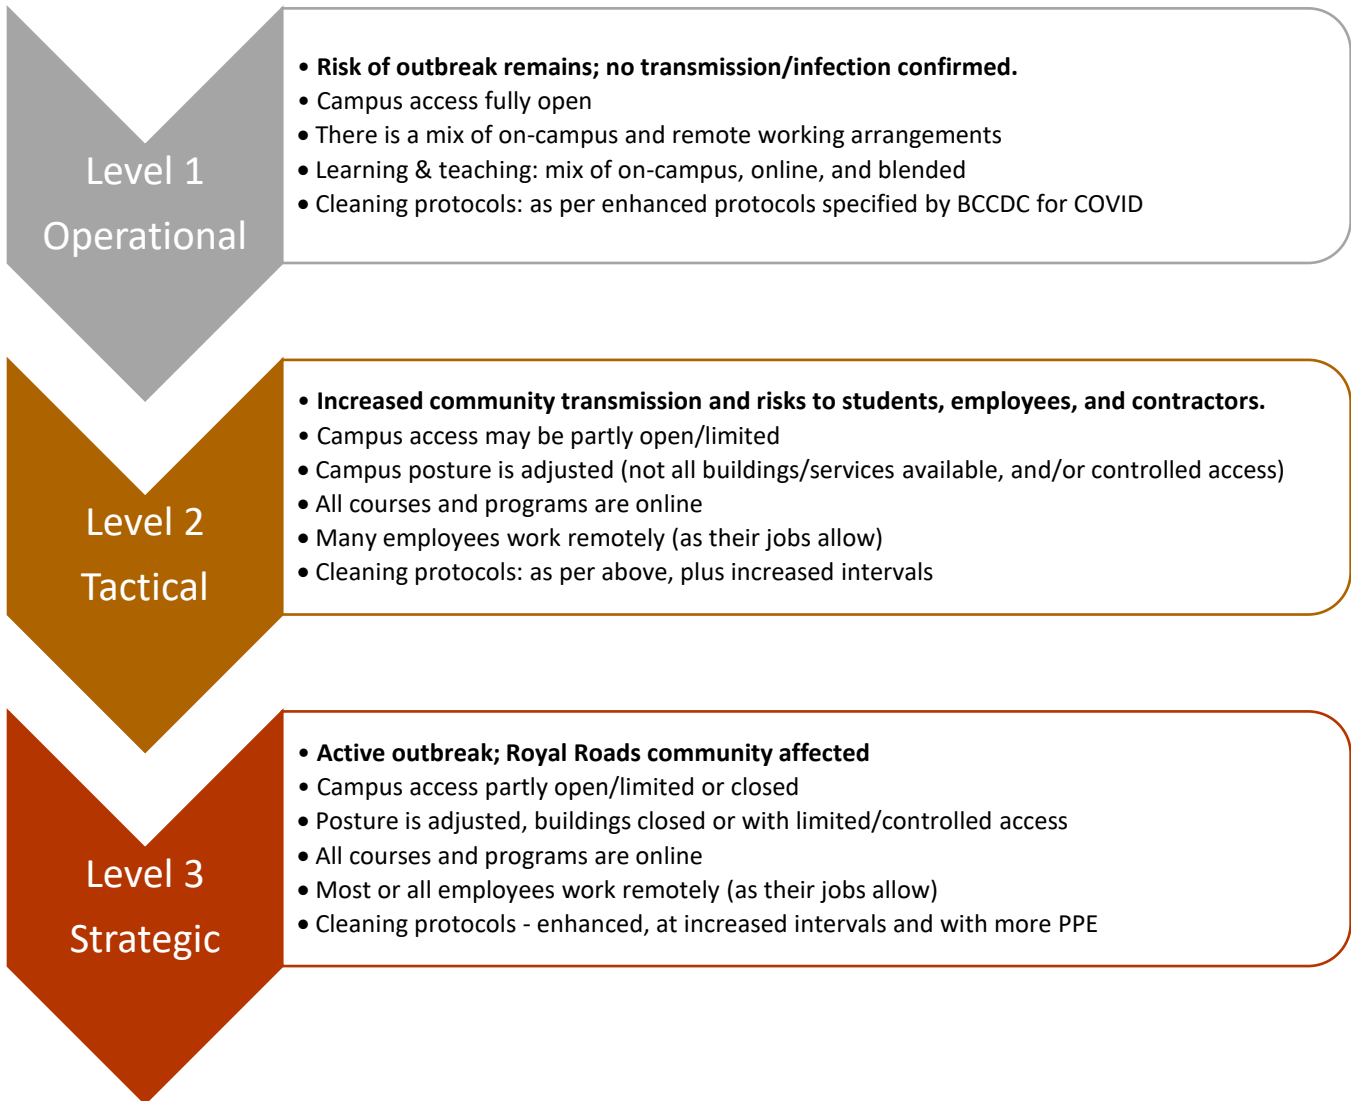 Level 1
Operational
• Risk of outbreak remains; no transmission/infection confirmed.
• Campus access fully open
• There is a mix of on-campus and remote working arrangements
• Learning & teaching: mix of on-campus, online, and blended
• Cleaning protocols: as per enhanced protocols specified by BCCDC for COVID
Level 2
Tactical
• Increased community transmission and risks to students, employees, and contractors.
• Campus access may be partly open/limited
• Campus posture is adjusted (not all buildings/services available, and/or controlled access)
• All courses and programs are online
• Many employees work remotely (as their jobs allow)
• Cleaning protocols: as per above, plus increased intervals
Level 3
Strategic
• Active outbreak; Royal Roads community affected
• Campus access partly open/limited or closed
• Posture is adjusted, buildings closed or with limited/controlled access
• All courses and programs are online
• Most or all employees work remotely (as their jobs allow)
• Cleaning protocols - enhanced, at increased intervals and with more PPE